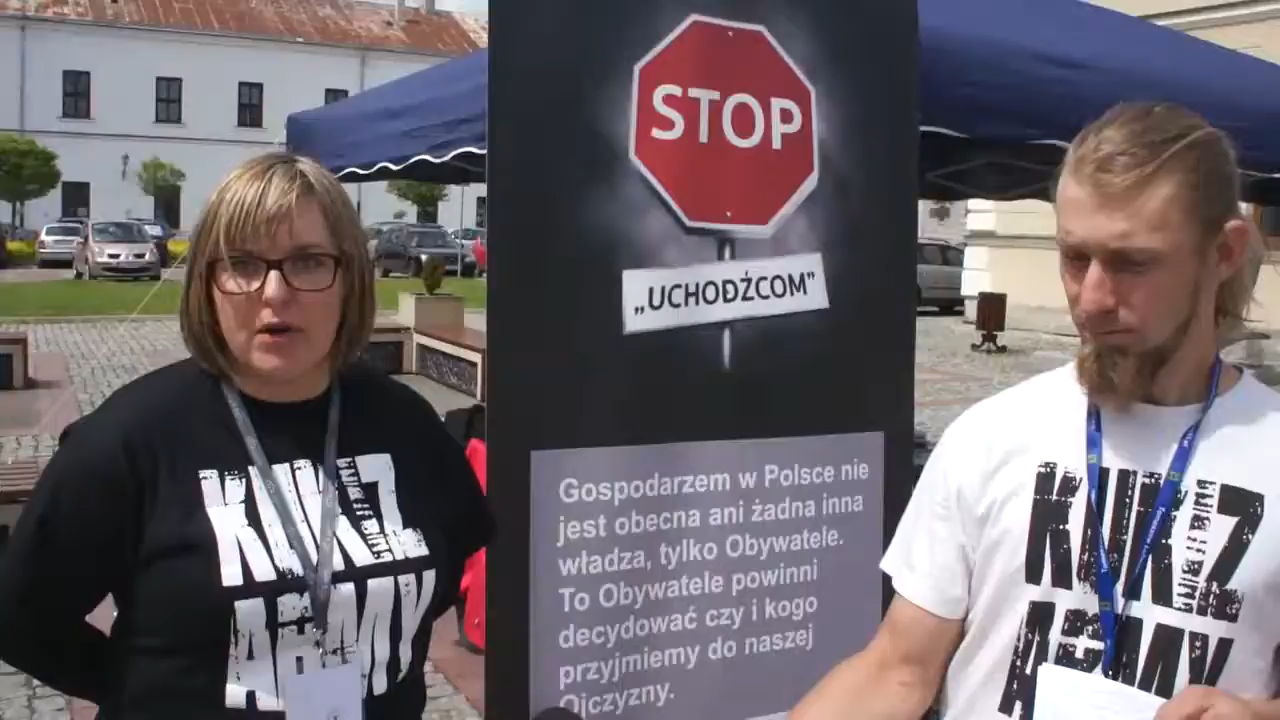 STOP
„UCHODŹCOM”
Gospodarzem w Polsce nie
jest obecna ani żadna inna
władza, tylko Obywatele.
To Obywatele powinni
decydować czy i kogo
przyjmiemy do naszej
Ojczyzny.
KUKIZ
ARMY
KUKIZ
ARMY